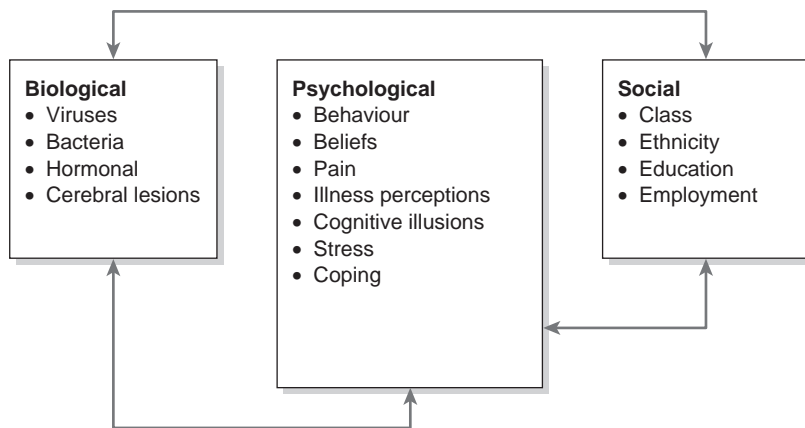 Biological
• Viruses
• Bacteria
• Hormonal
• Cerebral lesions
Psychological
• Behaviour
• Beliefs
• Pain
• Illness perceptions
• Cognitive illusions
• Stress
• Coping
Social
• Class
• Ethnicity
• Education
• Employment